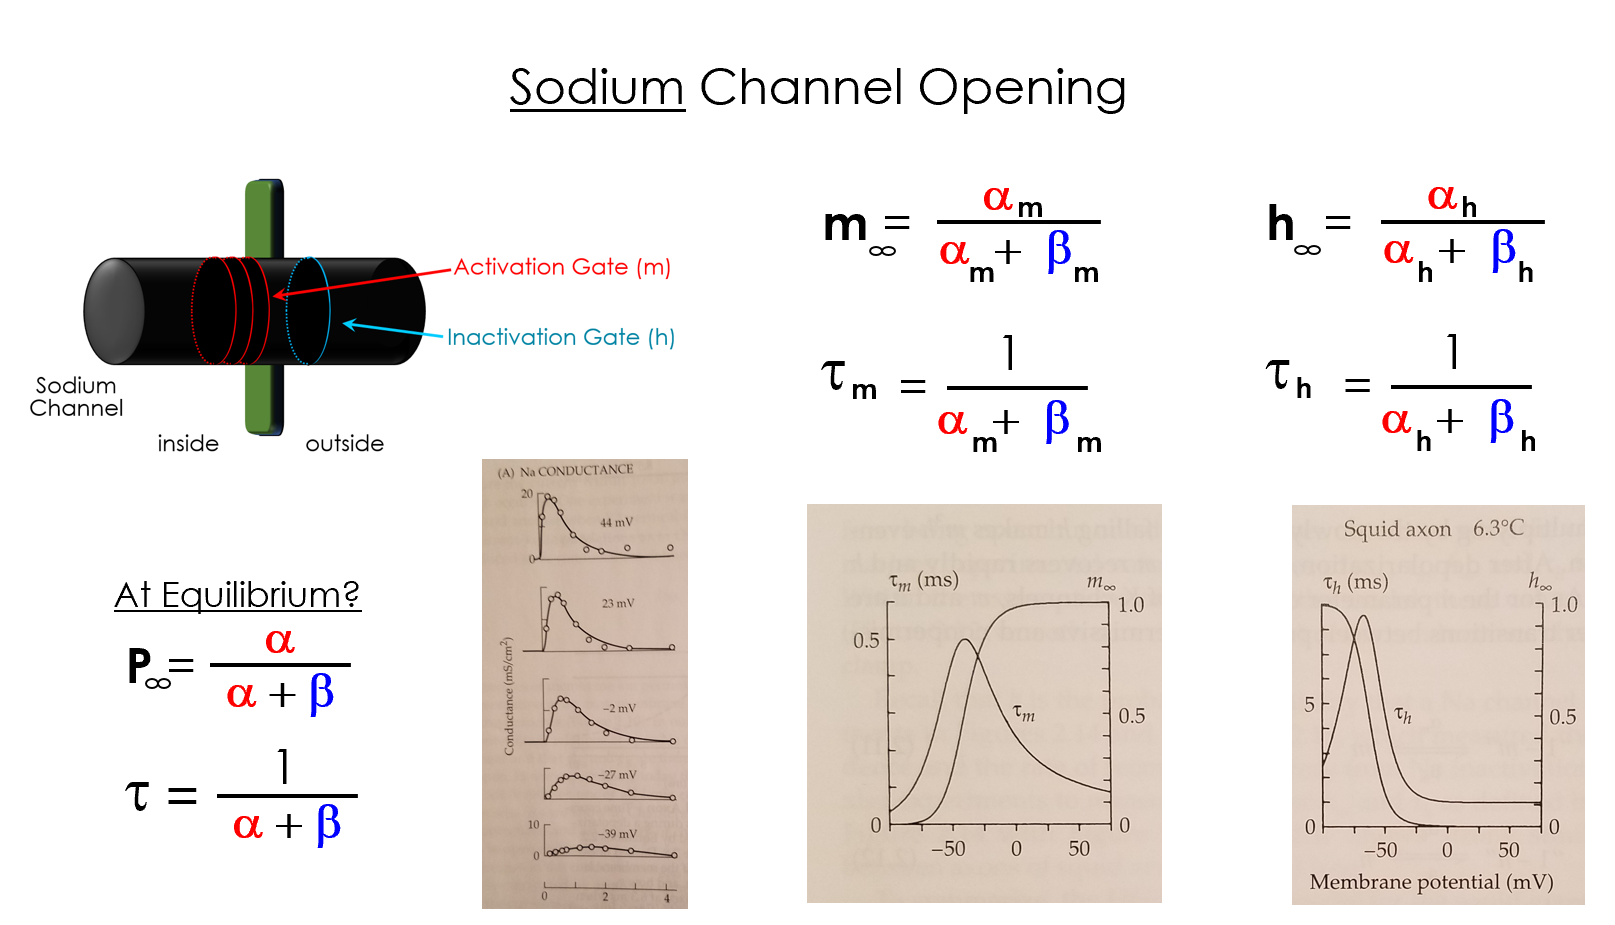 Sodium Channel Opening
Activation Gate (m)
Inactivation Gate (h)
Sodium
Channel
inside
outside
m∞ = αm
αm + βm
τm = 1
αm + βm
h∞ = αh
αh + βh
τh = 1
αh + βh
At Equilibrium?
P∞ = α
α + β
τ = 1
α + β
(A) Na CONDUCTANCE
20
44 mV
0
23 mV
Conductance (mS/cm²)
−2 mV
−27 mV
10
−39 mV
0
0 2 4
τm (ms) m∞
1.0
0.5
τm
0.5
0 0
−50 0 50
Squid axon 6.3°C
τh (ms) h∞
1.0
5
τh
0.5
0 0
−50 0 50
Membrane potential (mV)